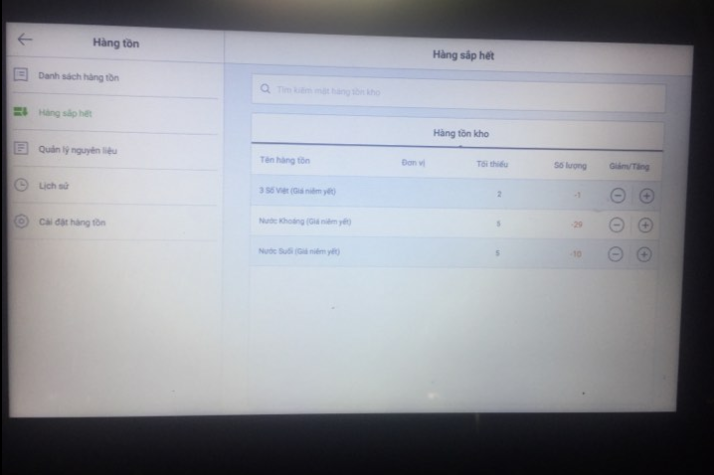 Hàng tồn
Hàng sắp hết
Danh sách hàng tồn
Hàng sắp hết
Quản lý nguyên liệu
Lịch sử
Cài đặt hàng tồn
Tìm kiếm mặt hàng tồn kho
Hàng tồn kho
Tên hàng tồn Đơn vị Tối thiểu Số lượng Giảm/Tăng
3 Số Việt (Giá niêm yết) 2 -1
Nước Khoáng (Giá niêm yết) 5
Nước Suối (Giá niêm yết) 5 -10